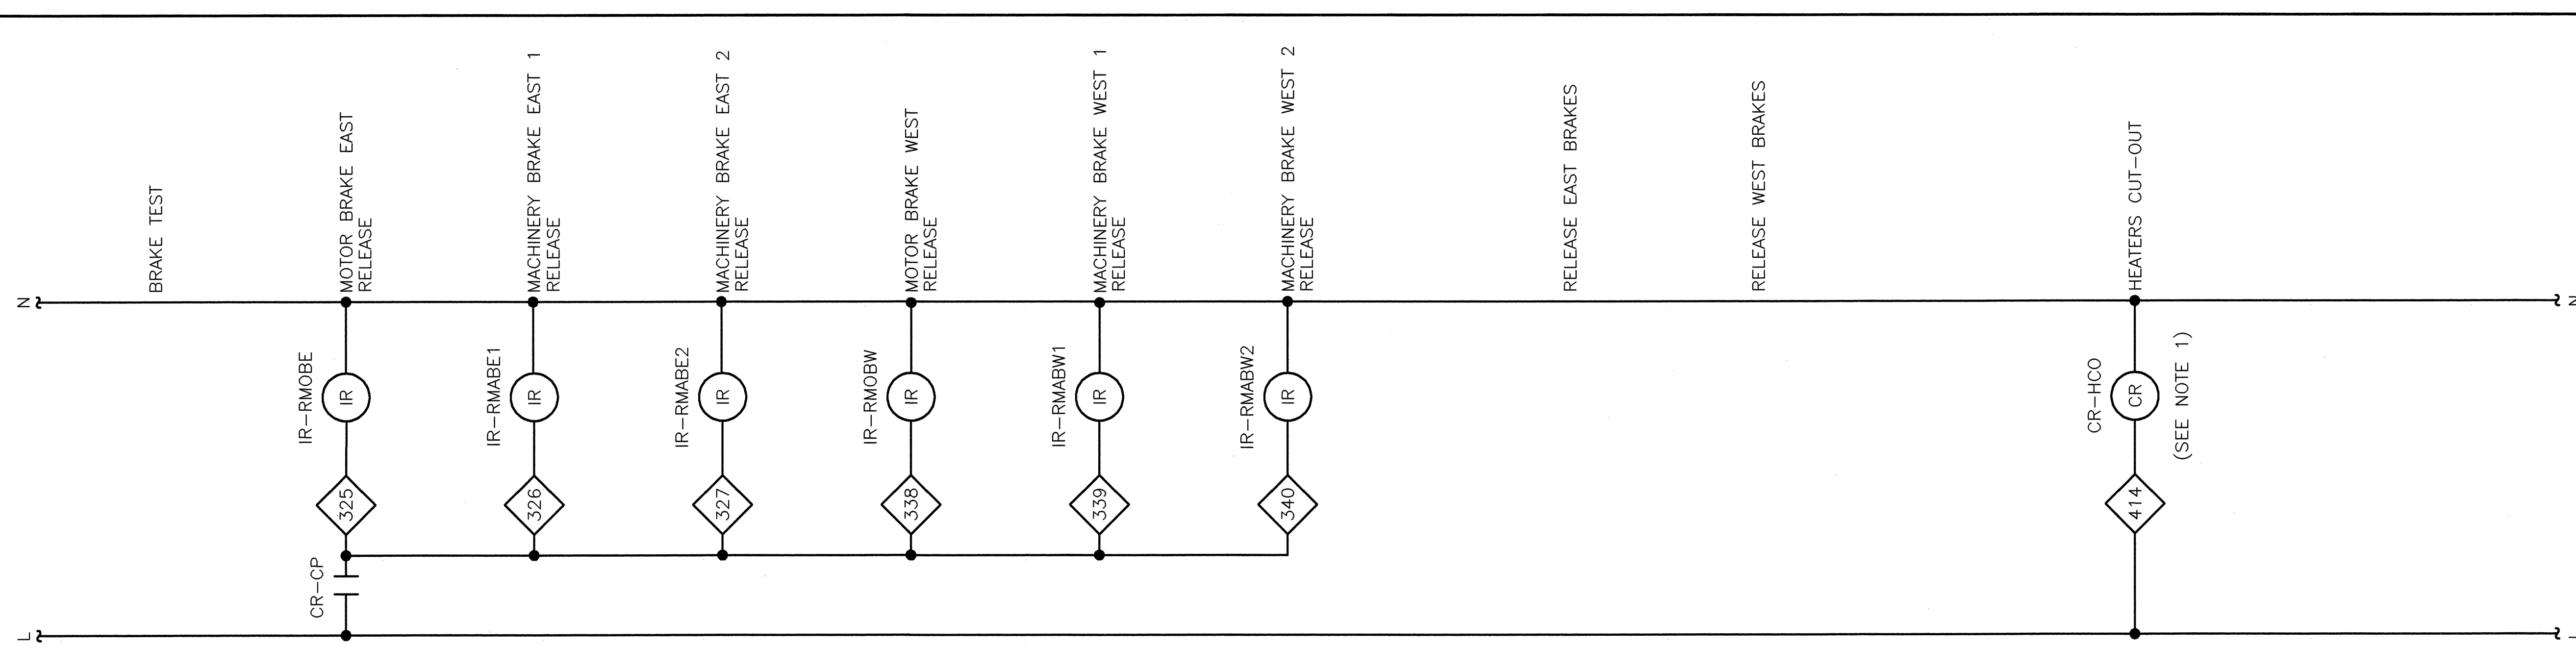 N
BRAKE TEST
MOTOR BRAKE EAST
RELEASE
MACHINERY BRAKE EAST 1
RELEASE
MACHINERY BRAKE EAST 2
RELEASE
MOTOR BRAKE WEST
RELEASE
MACHINERY BRAKE WEST 1
RELEASE
MACHINERY BRAKE WEST 2
RELEASE
RELEASE EAST BRAKES
RELEASE WEST BRAKES
HEATERS CUT-OUT
N
IR-RMOBE
IR
IR-RMABE1
IR
IR-RMABE2
IR
IR-RMOBW
IR
IR-RMABW1
IR
IR-RMABW2
IR
CR-HCO
CR
(SEE NOTE 1)
325
326
327
338
339
340
414
CR-CP
L